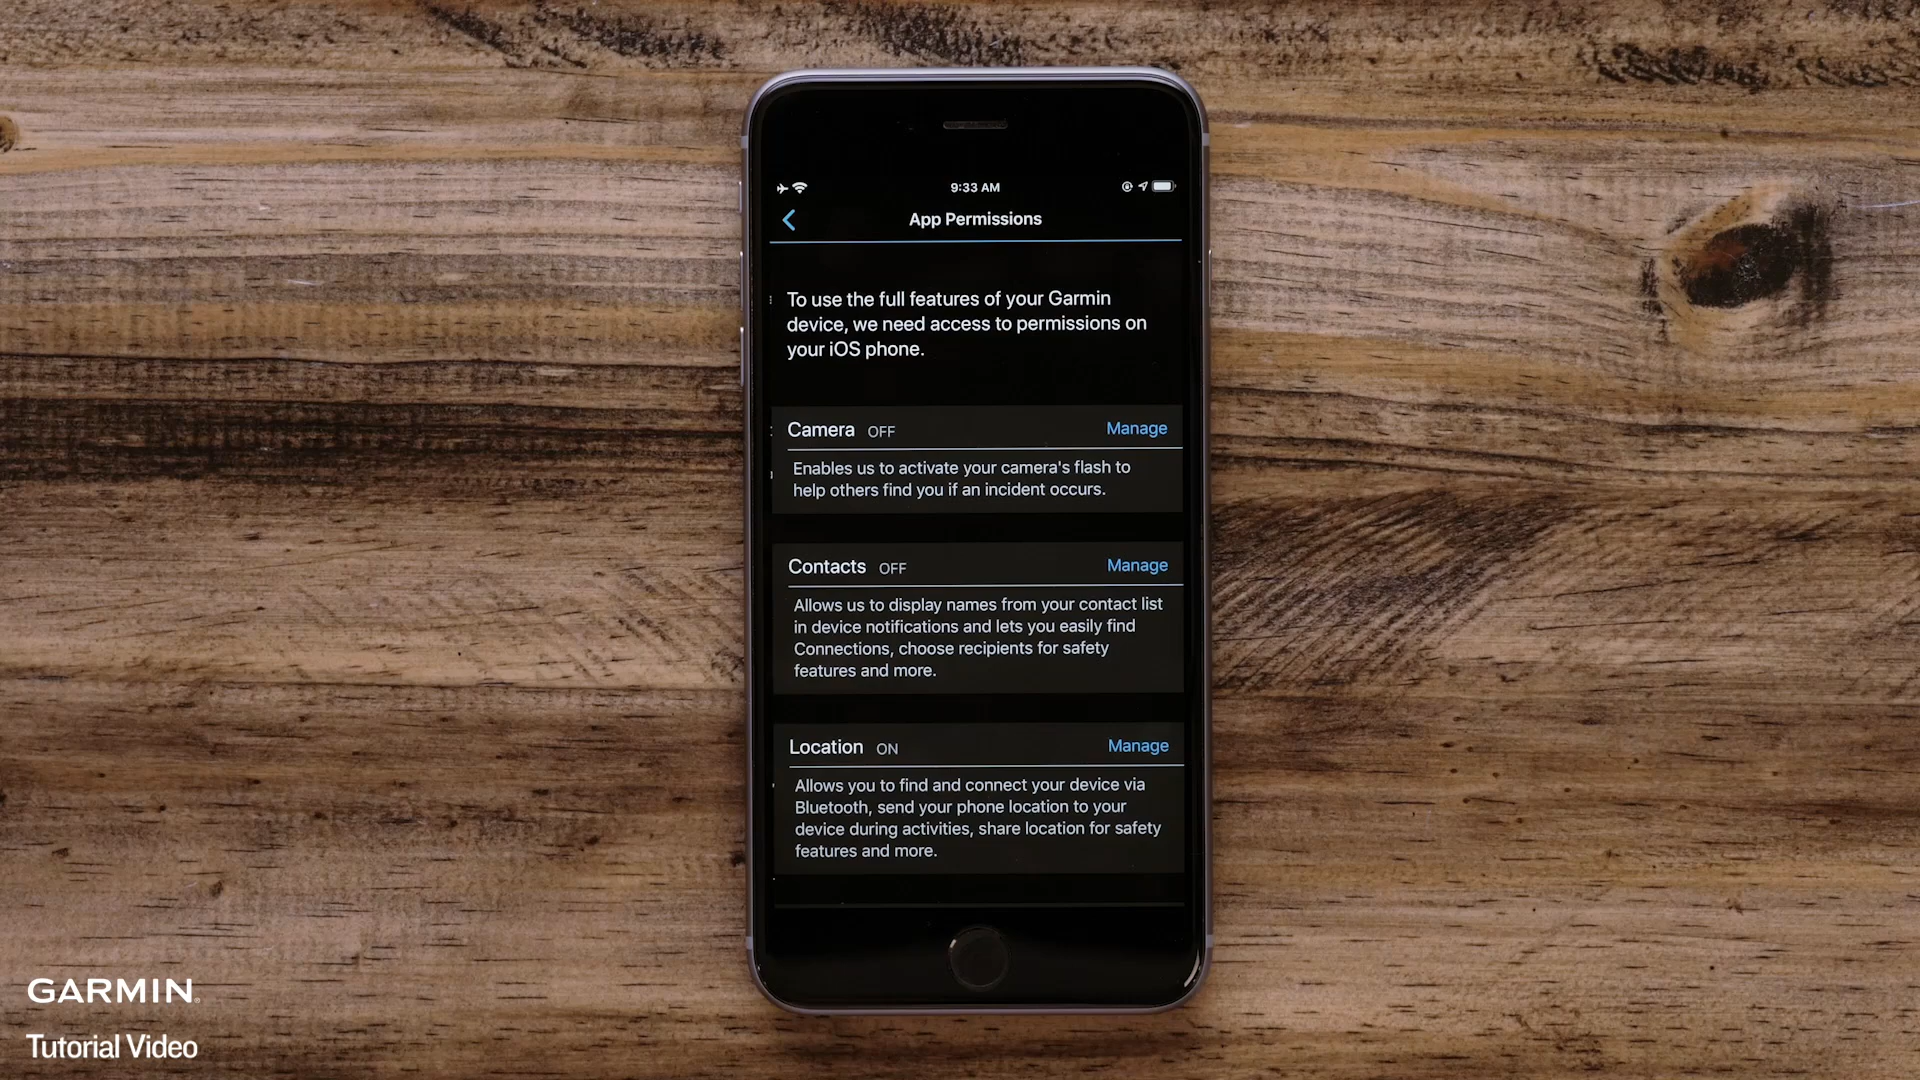 9:33 AM
App Permissions
To use the full features of your Garmin
device, we need access to permissions on
your iOS phone.
Camera OFF Manage
Enables us to activate your camera's flash to
help others find you if an incident occurs.
Contacts OFF Manage
Allows us to display names from your contact list
in device notifications and lets you easily find
Connections, choose recipients for safety
features and more.
Location ON Manage
Allows you to find and connect your device via
Bluetooth, send your phone location to your
device during activities, share location for safety
features and more.
GARMIN
Tutorial Video